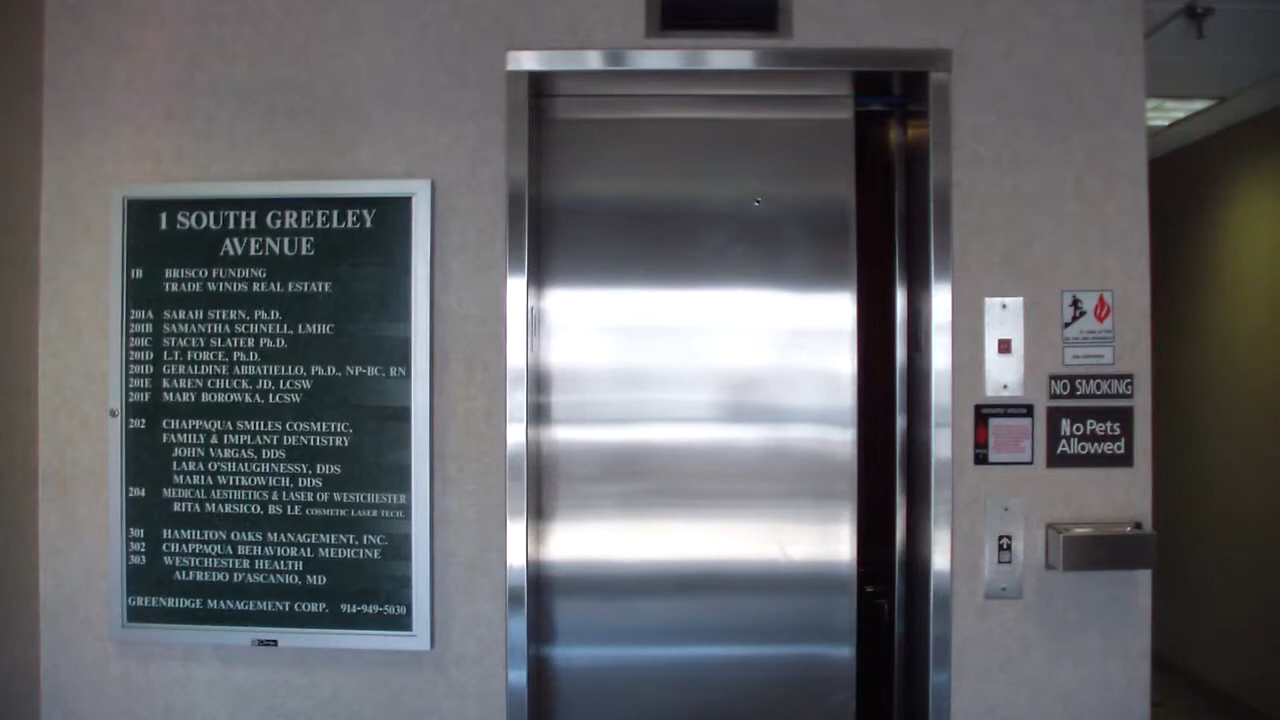 1 SOUTH GREELEY
AVENUE
1B BRISCO FUNDING
TRADE WINDS REAL ESTATE
201A SARAH STERN, Ph.D.
201B SAMANTHA SCHNELL, LMHC
201C STACEY SLATER Ph.D.
201D L.T. FORCE, Ph.D.
201D GERALDINE ABBATIELLO, Ph.D., NP-BC, RN
201E KAREN CHUCK, JD, LCSW
201F MARY BOROWKA, LCSW
202 CHAPPAQUA SMILES COSMETIC,
FAMILY & IMPLANT DENTISTRY
JOHN VARGAS, DDS
LARA O'SHAUGHNESSY, DDS
MARIA WITKOWICH, DDS
204 MEDICAL AESTHETICS & LASER OF WESTCHESTER
RITA MARSICO, BS LE COSMETIC LASER TECH.
301 HAMILTON OAKS MANAGEMENT, INC.
302 CHAPPAQUA BEHAVIORAL MEDICINE
303 WESTCHESTER HEALTH
ALFREDO D'ASCANIO, MD
GREENRIDGE MANAGEMENT CORP. 914-949-5030
NO SMOKING
No Pets
Allowed